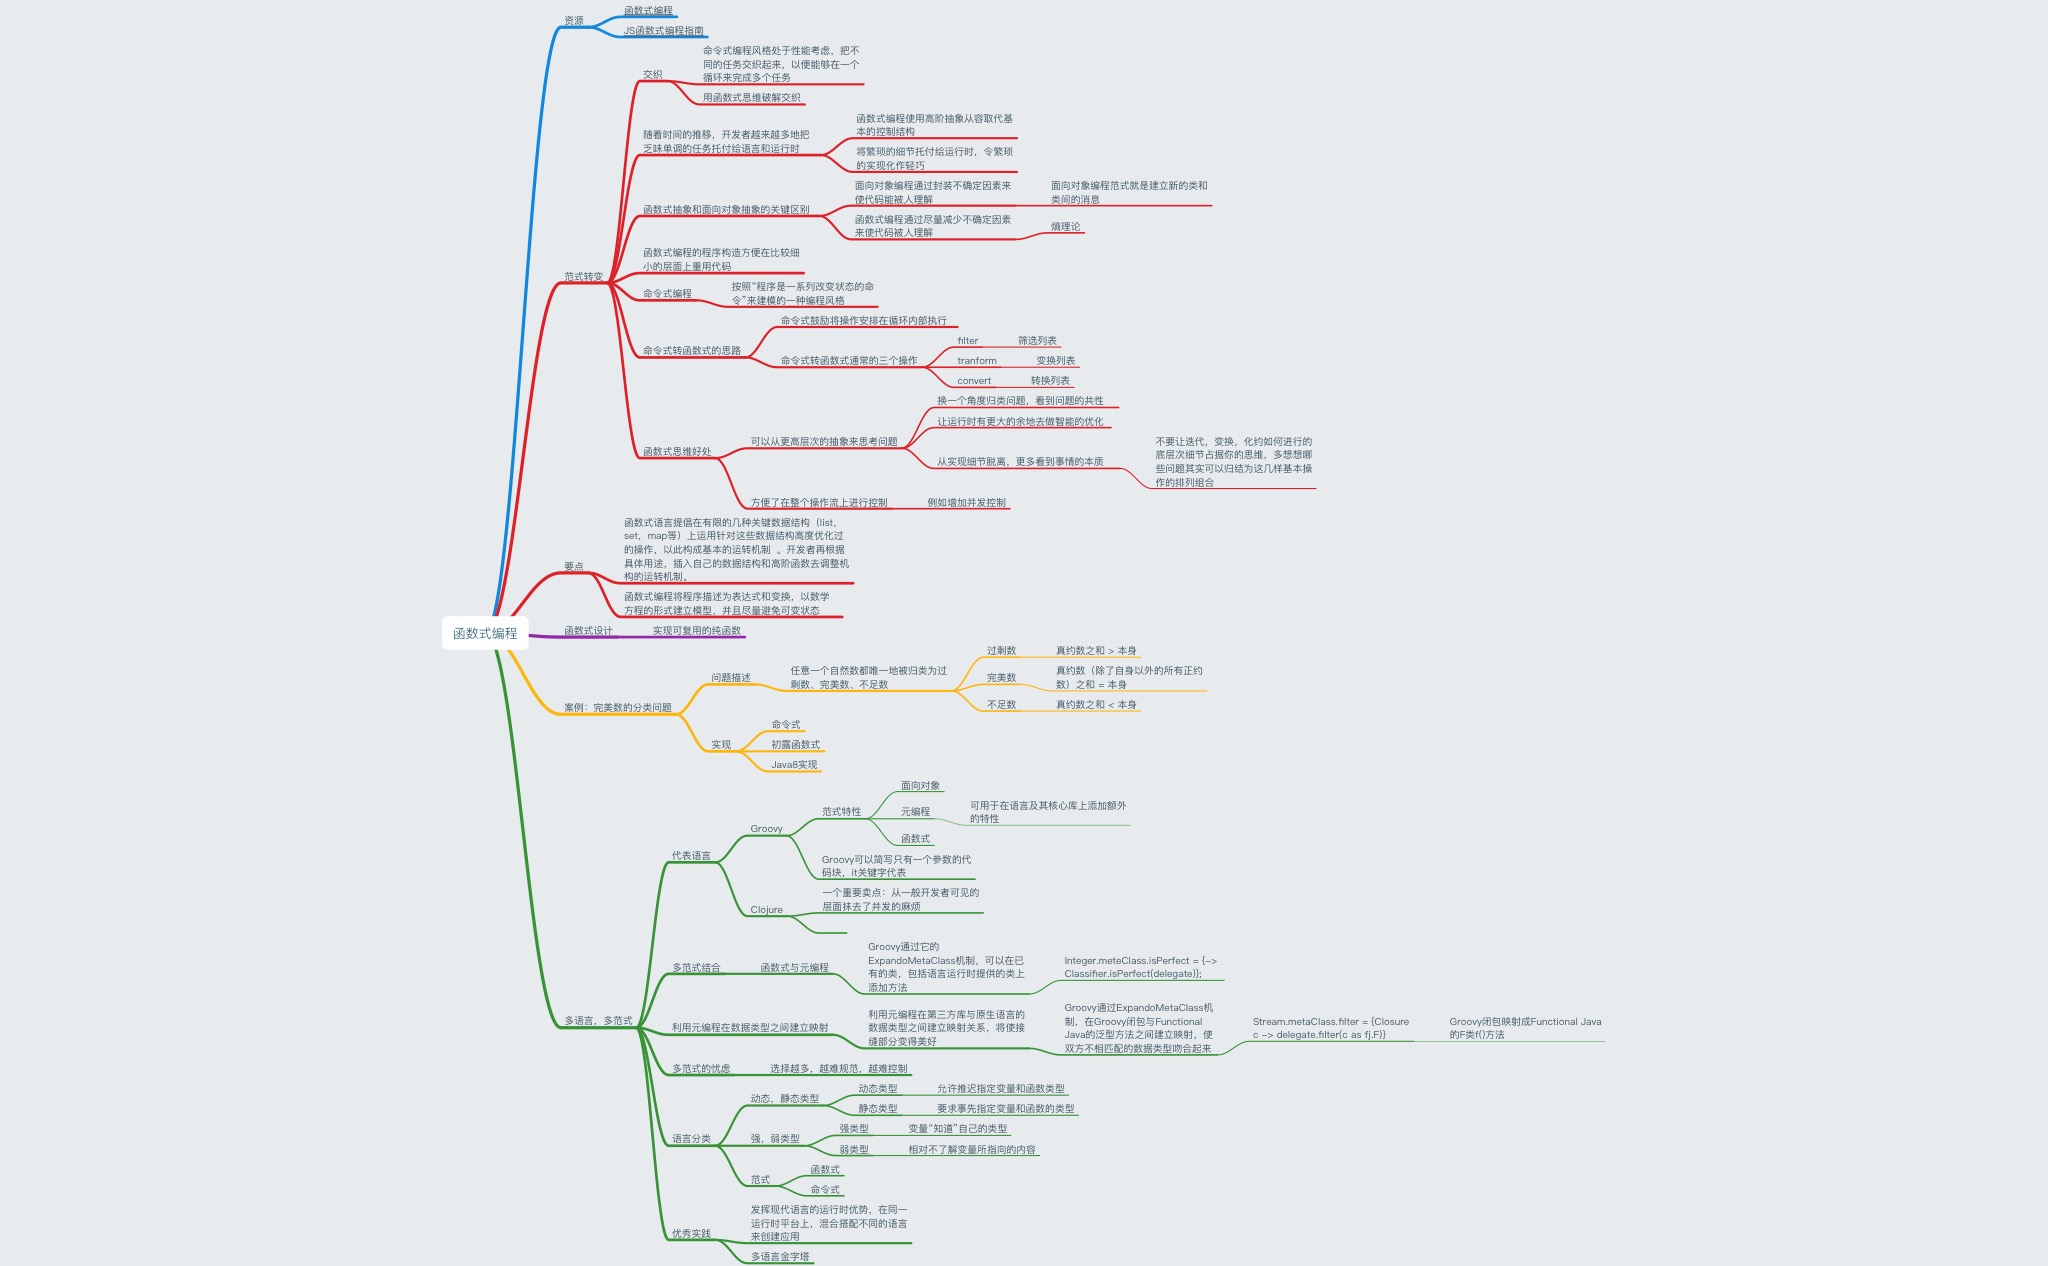 函数式编程
资源
JS函数式编程指南
命令式编程风格处于性能考虑，把不
同的任务交织起来，以便能够在一个
循环来完成多个任务
交织
用函数式思维破解交织
函数式编程使用高阶抽象从容取代基
本的控制结构
随着时间的推移，开发者越来越多地把
乏味单调的任务托付给语言和运行时
将繁琐的细节托付给运行时，令繁琐
的实现化作轻巧
面向对象编程通过封装不确定因素来
使代码能被人理解
面向对象编程范式就是建立新的类和
类间的消息
函数式抽象和面向对象抽象的关键区别
函数式编程通过尽量减少不确定因素
来使代码被人理解
熵理论
函数式编程的程序构造方便在比较细
小的层面上重用代码
范式转变
命令式编程
按照“程序是一系列改变状态的命
令”来建模的一种编程风格
命令式鼓励将操作安排在循环内部执行
命令式转函数式的思路
命令式转函数式通常的三个操作
filter
筛选列表
tranform
变换列表
convert
转换列表
换一个角度归类问题，看到问题的共性
让运行时有更大的余地去做智能的优化
可以从更高层次的抽象来思考问题
函数式思维好处
从实现细节脱离，更多看到事情的本质
不要让迭代，变换，化约如何进行的
底层次细节占据你的思维，多想想哪
些问题其实可以归结为这几样基本操
作的排列组合
方便了在整个操作流上进行控制
例如增加并发控制
函数式语言提倡在有限的几种关键数据结构（list，
set，map等）上运用针对这些数据结构高度优化过
的操作，以此构成基本的运转机制 。开发者再根据
具体用途，插入自己的数据结构和高阶函数去调整机
构的运转机制。
要点
函数式编程将程序描述为表达式和变换，以数学
方程的形式建立模型，并且尽量避免可变状态
函数式编程
函数式设计
实现可复用的纯函数
过剩数
真约数之和 > 本身
问题描述
任意一个自然数都唯一地被归类为过
剩数、完美数、不足数
完美数
真约数（除了自身以外的所有正约
数）之和 = 本身
不足数
真约数之和 < 本身
案例：完美数的分类问题
命令式
实现
初露函数式
Java8实现
面向对象
范式特性
元编程
可用于在语言及其核心库上添加额外
的特性
函数式
Groovy
代表语言
Groovy可以简写只有一个参数的代
码块，it关键字代表
一个重要卖点：从一般开发者可见的
层面抹去了并发的麻烦
Clojure
多范式结合
函数式与元编程
Groovy通过它的
ExpandoMetaClass机制，可以在已
有的类，包括语言运行时提供的类上
添加方法
Integer.meteClass.isPerfect = {->
Classifier.isPerfect(delegate)};
多语言，多范式
利用元编程在数据类型之间建立映射
利用元编程在第三方库与原生语言的
数据类型之间建立映射关系，将使接
缝部分变得美好
Groovy通过ExpandoMetaClass机
制，在Groovy闭包与Functional
Java的泛型方法之间建立映射，使
双方不相匹配的数据类型吻合起来
Stream.metaClass.filter = {Closure
c -> delegate.filter(c as fj.F)}
Groovy闭包映射成Functional Java
的F类f()方法
多范式的忧虑
选择越多，越难规范，越难控制
动态，静态类型
动态类型
允许推迟指定变量和函数类型
静态类型
要求事先指定变量和函数的类型
语言分类
强，弱类型
强类型
变量“知道”自己的类型
弱类型
相对不了解变量所指向的内容
范式
函数式
命令式
优秀实践
发挥现代语言的运行时优势，在同一
运行时平台上，混合搭配不同的语言
来创建应用
多语言金字塔